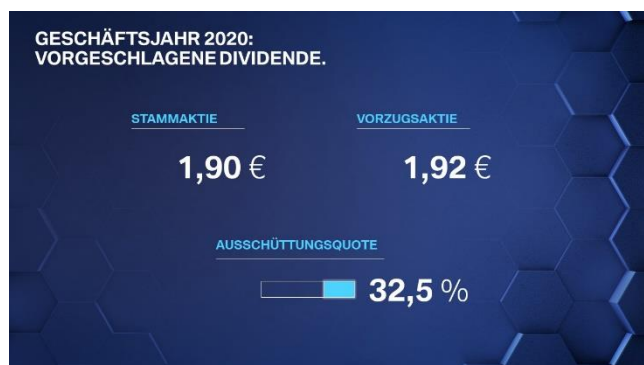 GESCHÄFTSJAHR 2020:
VORGESCHLAGENE DIVIDENDE.
STAMMAKTIE
VORZUGSAKTIE
1,90 €
1,92 €
AUSSCHÜTTUNGSQUOTE
32,5 %